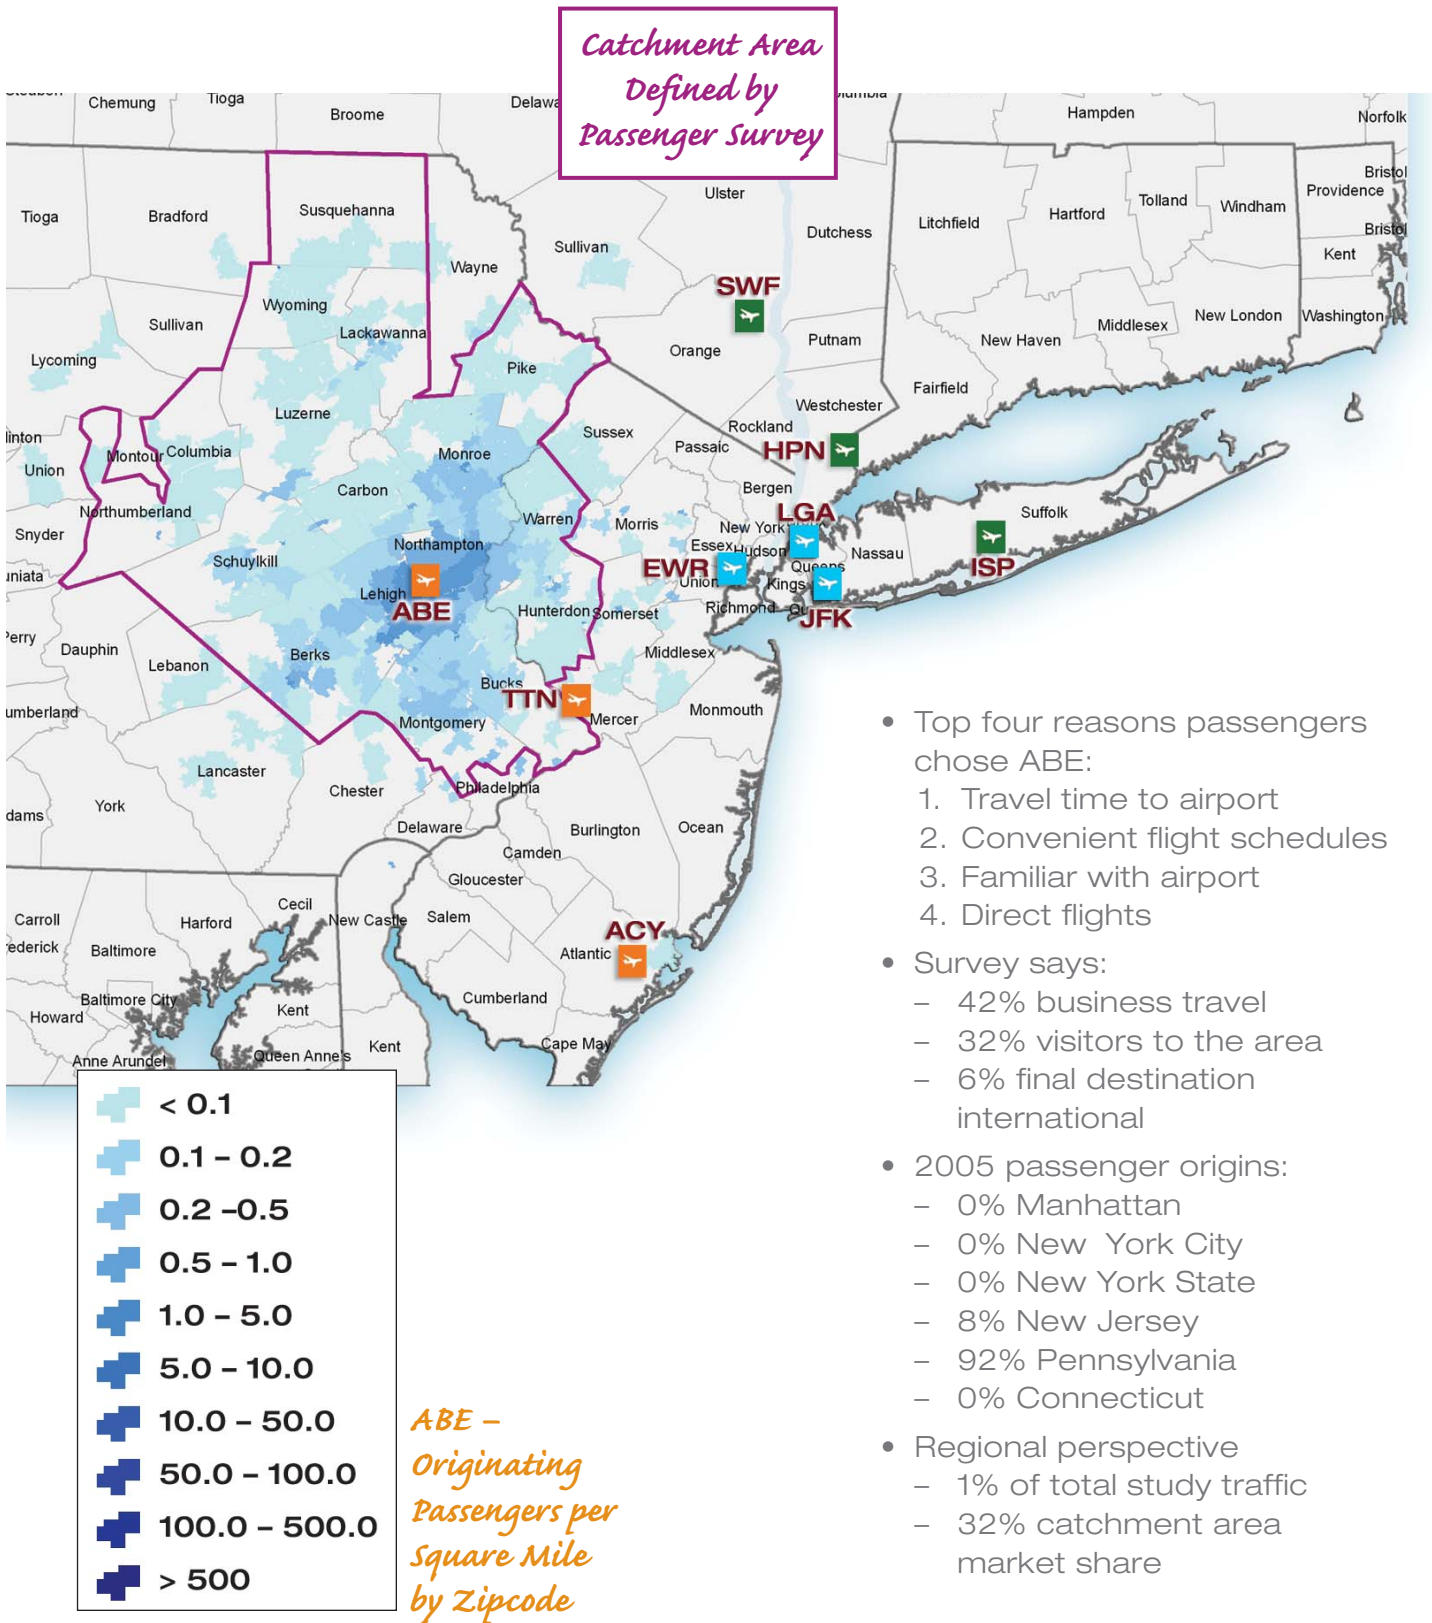 Catchment Area
Defined by
Passenger Survey
Chemung
Tioga
Broome
Hampden
Norfolk
Tioga
Bradford
Susquehanna
Wayne
Sullivan
Ulster
Dutchess
Litchfield
Hartford
Tolland
Windham
Providence
Bristol
Bristol
Kent
Wyoming
Lackawanna
Sullivan
Lycoming
SWF
Orange
Putnam
New Haven
Middlesex
New London
Washington
Pike
Fairfield
Westchester
Luzerne
Sussex
Rockland
Passaic
HPN
Union
Montour
Columbia
Monroe
Carbon
Bergen
Northumberland
Warren
Morris
LGA
New York
Suffolk
Snyder
Northampton
Essex
Hudson
Nassau
Schuylkill
EWR
Union
Queens
Kings
ISP
Lehigh
ABE
Hunterdon
Somerset
Richmond
JFK
Perry
Dauphin
Lebanon
Berks
Middlesex
Bucks
TTN
Mercer
Monmouth
Montgomery
Lancaster
Chester
Philadelphia
York
Delaware
Burlington
Ocean
Camden
Gloucester
Carroll
Harford
Cecil
New Castle
Salem
ACY
Baltimore
Atlantic
Baltimore City
Howard
Kent
Cumberland
Anne Arundel
Queen Anne's
Kent
Cape May
• Top four reasons passengers
chose ABE:
1. Travel time to airport
2. Convenient flight schedules
3. Familiar with airport
4. Direct flights
• Survey says:
– 42% business travel
– 32% visitors to the area
– 6% final destination
international
• 2005 passenger origins:
– 0% Manhattan
– 0% New York City
– 0% New York State
– 8% New Jersey
– 92% Pennsylvania
– 0% Connecticut
• Regional perspective
– 1% of total study traffic
– 32% catchment area
market share
< 0.1
0.1 – 0.2
0.2 –0.5
0.5 – 1.0
1.0 – 5.0
5.0 – 10.0
10.0 – 50.0
50.0 – 100.0
100.0 – 500.0
> 500
ABE –
Originating
Passengers per
Square Mile
by Zipcode